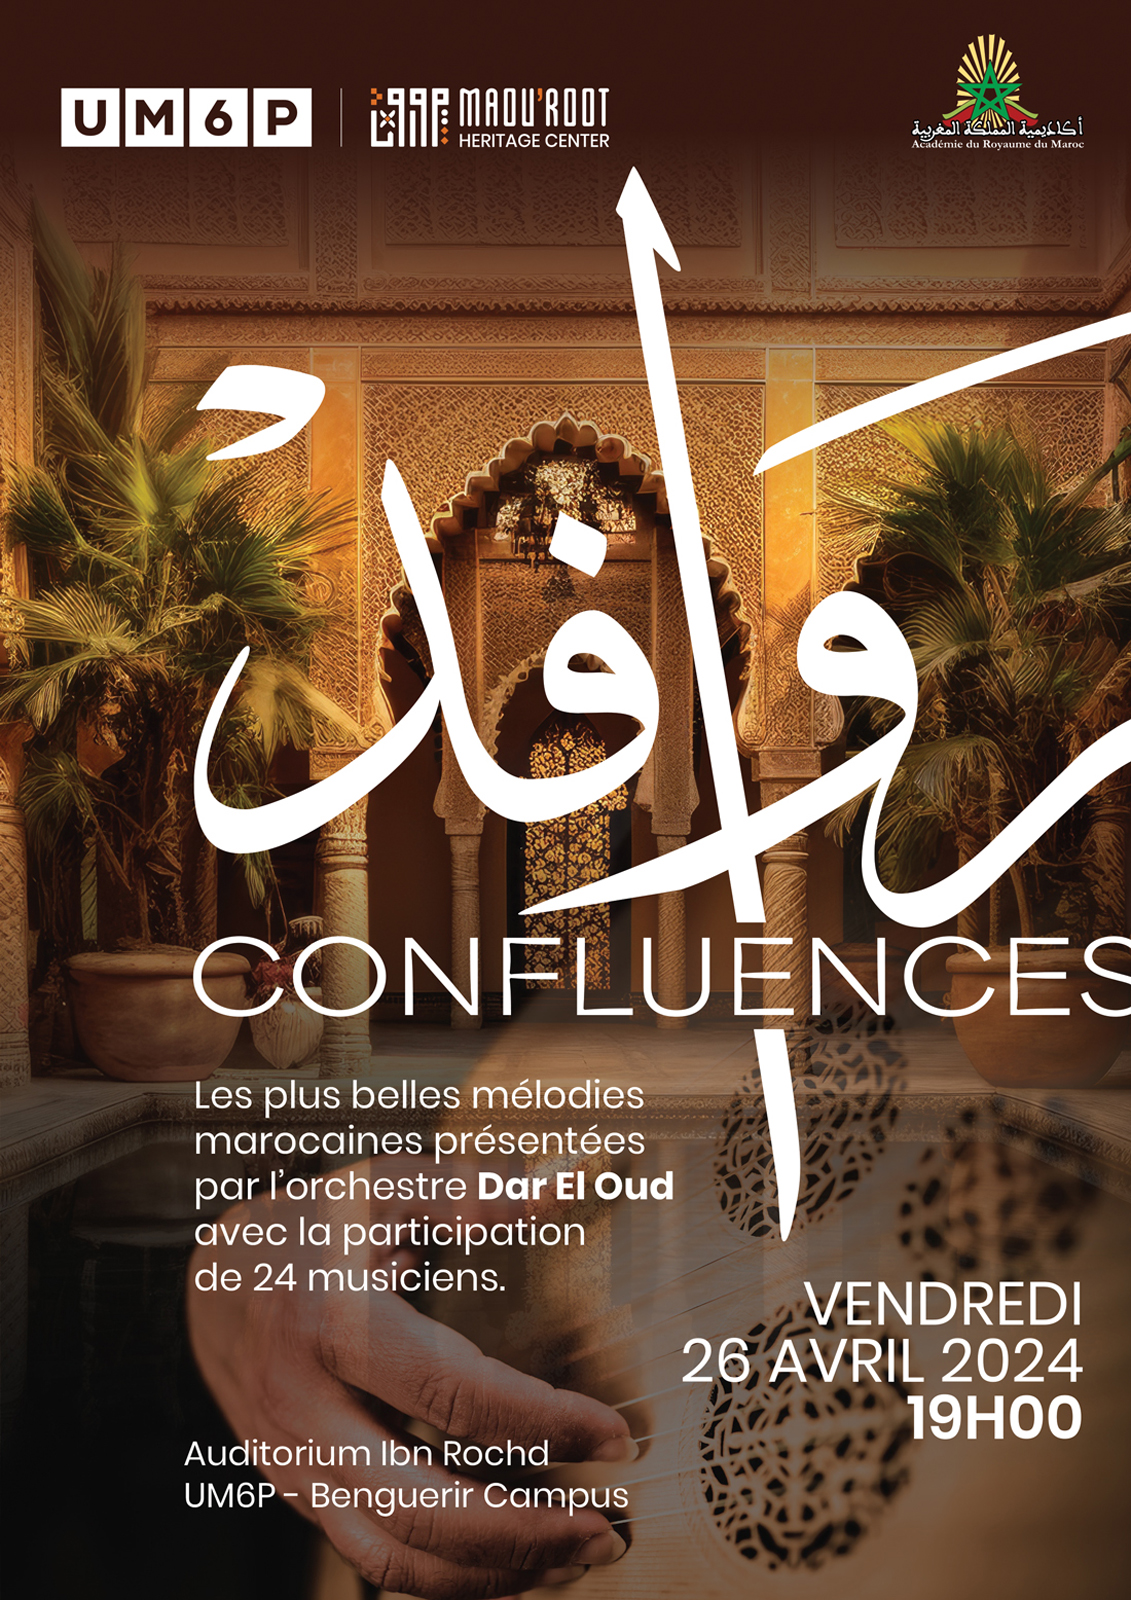 UM6P
MAOU'ROOT
HERITAGE CENTER
أكاديمية المملكة المغربية
Académie du Royaume du Maroc
روافد
CONFLUENCES
Les plus belles mélodies
marocaines présentées
par l'orchestre Dar El Oud
avec la participation
de 24 musiciens.
VENDREDI
26 AVRIL 2024
19H00
Auditorium Ibn Rochd
UM6P - Benguerir Campus